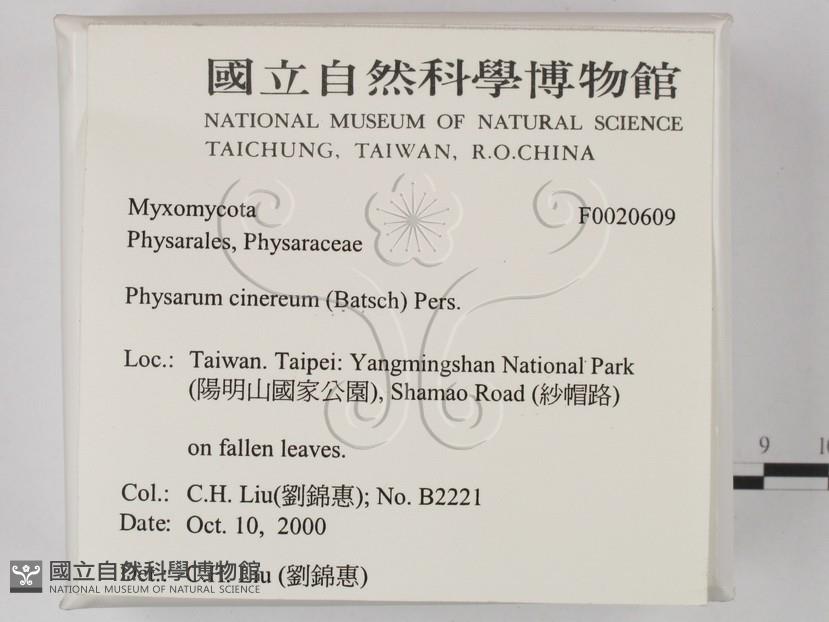 國立自然科學博物館
NATIONAL MUSEUM OF NATURAL SCIENCE
TAICHUNG, TAIWAN, R.O.CHINA
Myxomycota F0020609
Physarales, Physaraceae
Physarum cinereum (Batsch) Pers.
Loc.: Taiwan. Taipei: Yangmingshan National Park
(陽明山國家公園), Shamao Road (紗帽路)
on fallen leaves.
Col.: C.H. Liu(劉錦惠); No. B2221
Date: Oct. 10, 2000
Det.: C.H. Liu (劉錦惠)
國立自然科學博物館
NATIONAL MUSEUM OF NATURAL SCIENCE
9